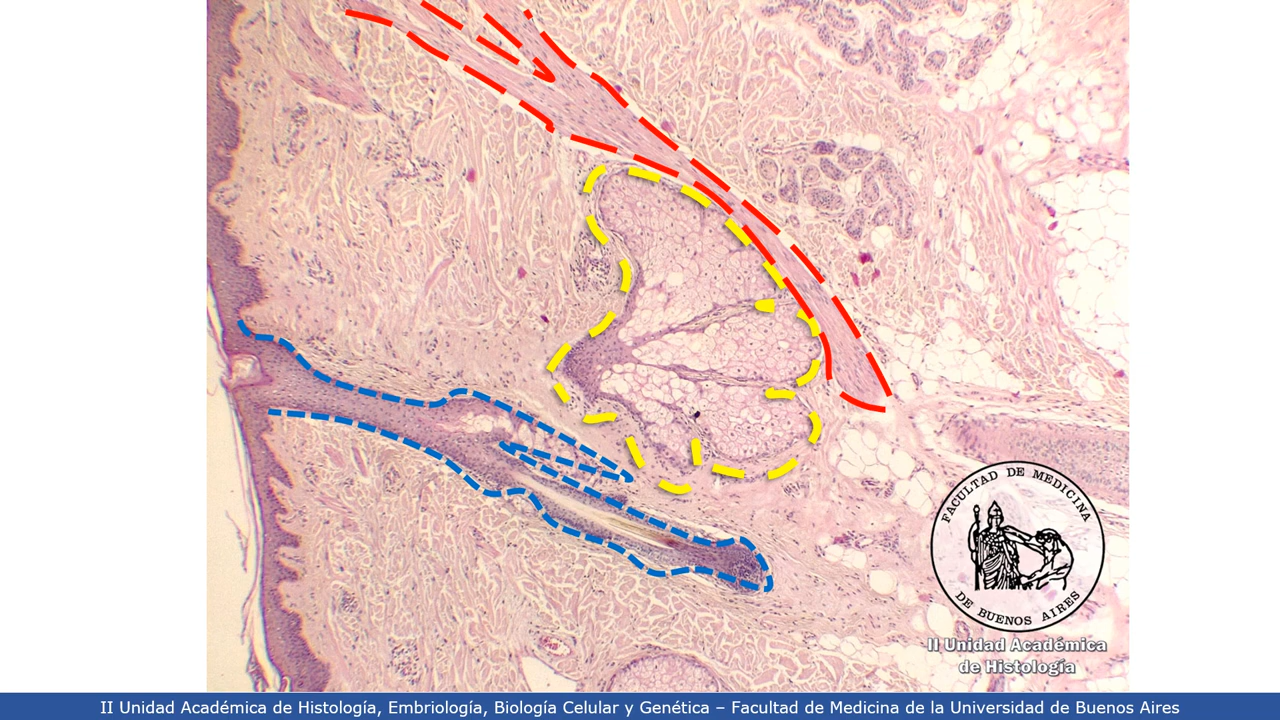 FACULTAD DE MEDICINA
DE BUENOS AIRES
II Unidad Académica
de Histología
II Unidad Académica de Histología, Embriología, Biología Celular y Genética – Facultad de Medicina de la Universidad de Buenos Aires